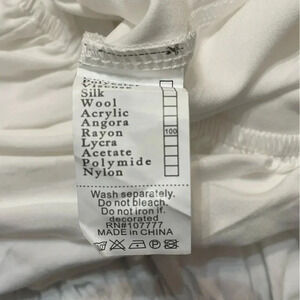 Viscose
Silk
Wool
Acrylic
Angora
Rayon 100
Lycra
Acetate
Polymide
Nylon
Wash separately.
Do not bleach.
Do not iron if
decorated
RN#107777
MADE IN CHINA